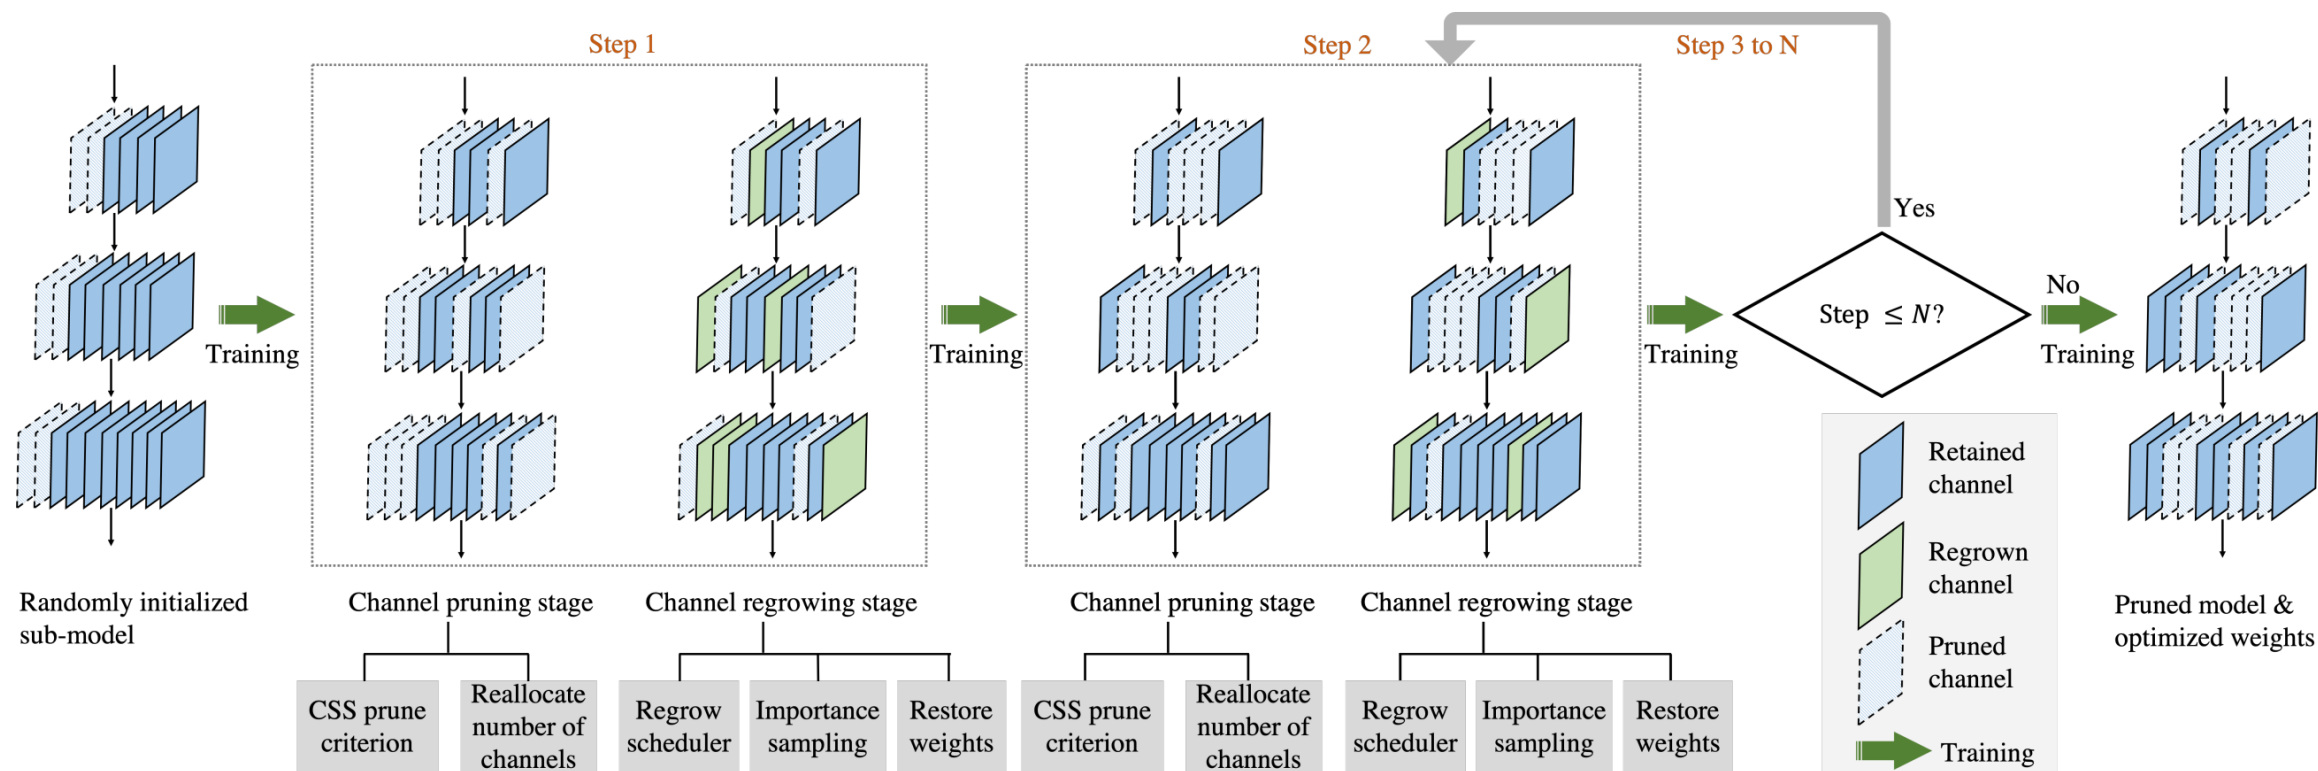 Step 1
Step 2
Step 3 to N
Yes
Step ≤ N?
No
Training
Training
Training
Training
Retained
channel
Regrown
channel
Pruned
channel
Training
Randomly initialized
sub-model
Channel pruning stage
Channel regrowing stage
Channel pruning stage
Channel regrowing stage
Pruned model &
optimized weights
CSS prune
criterion
Reallocate
number of
channels
Regrow
scheduler
Importance
sampling
Restore
weights
CSS prune
criterion
Reallocate
number of
channels
Regrow
scheduler
Importance
sampling
Restore
weights